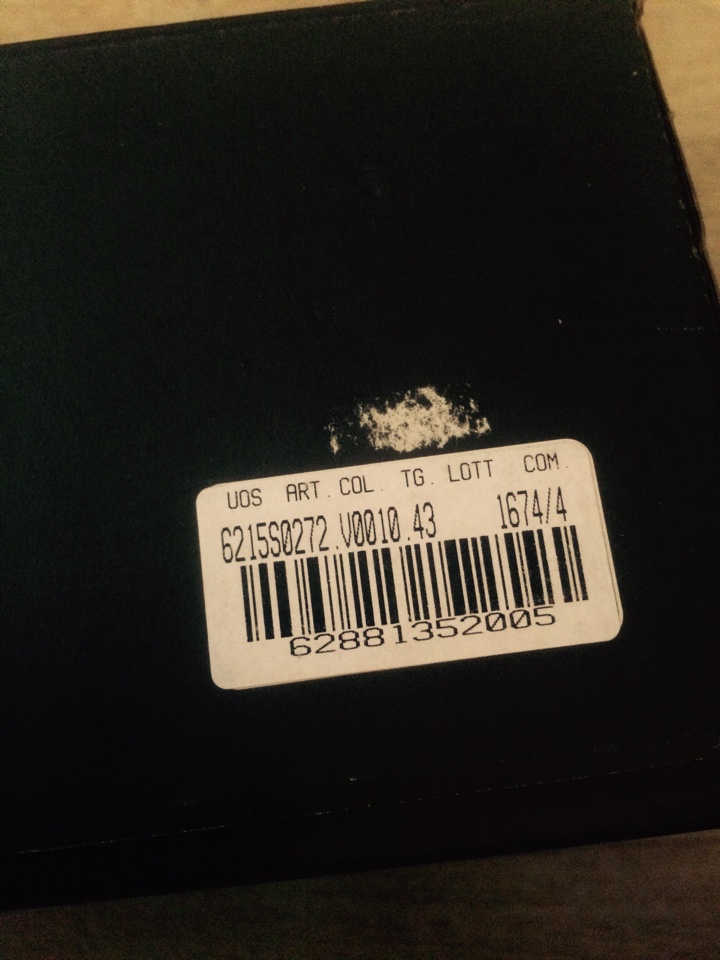 UOS ART. COL. TG. LOTT COM.
6215S0272.V0010.43 1674/4
62881352005